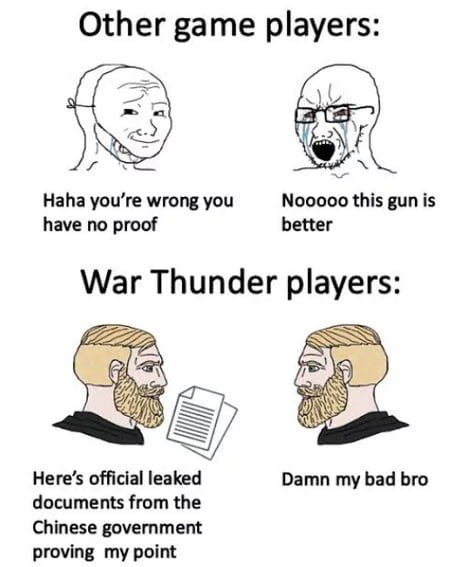 Other game players:
Haha you're wrong you
have no proof
Nooooo this gun is
better
War Thunder players:
Here's official leaked
documents from the
Chinese government
proving my point
Damn my bad bro